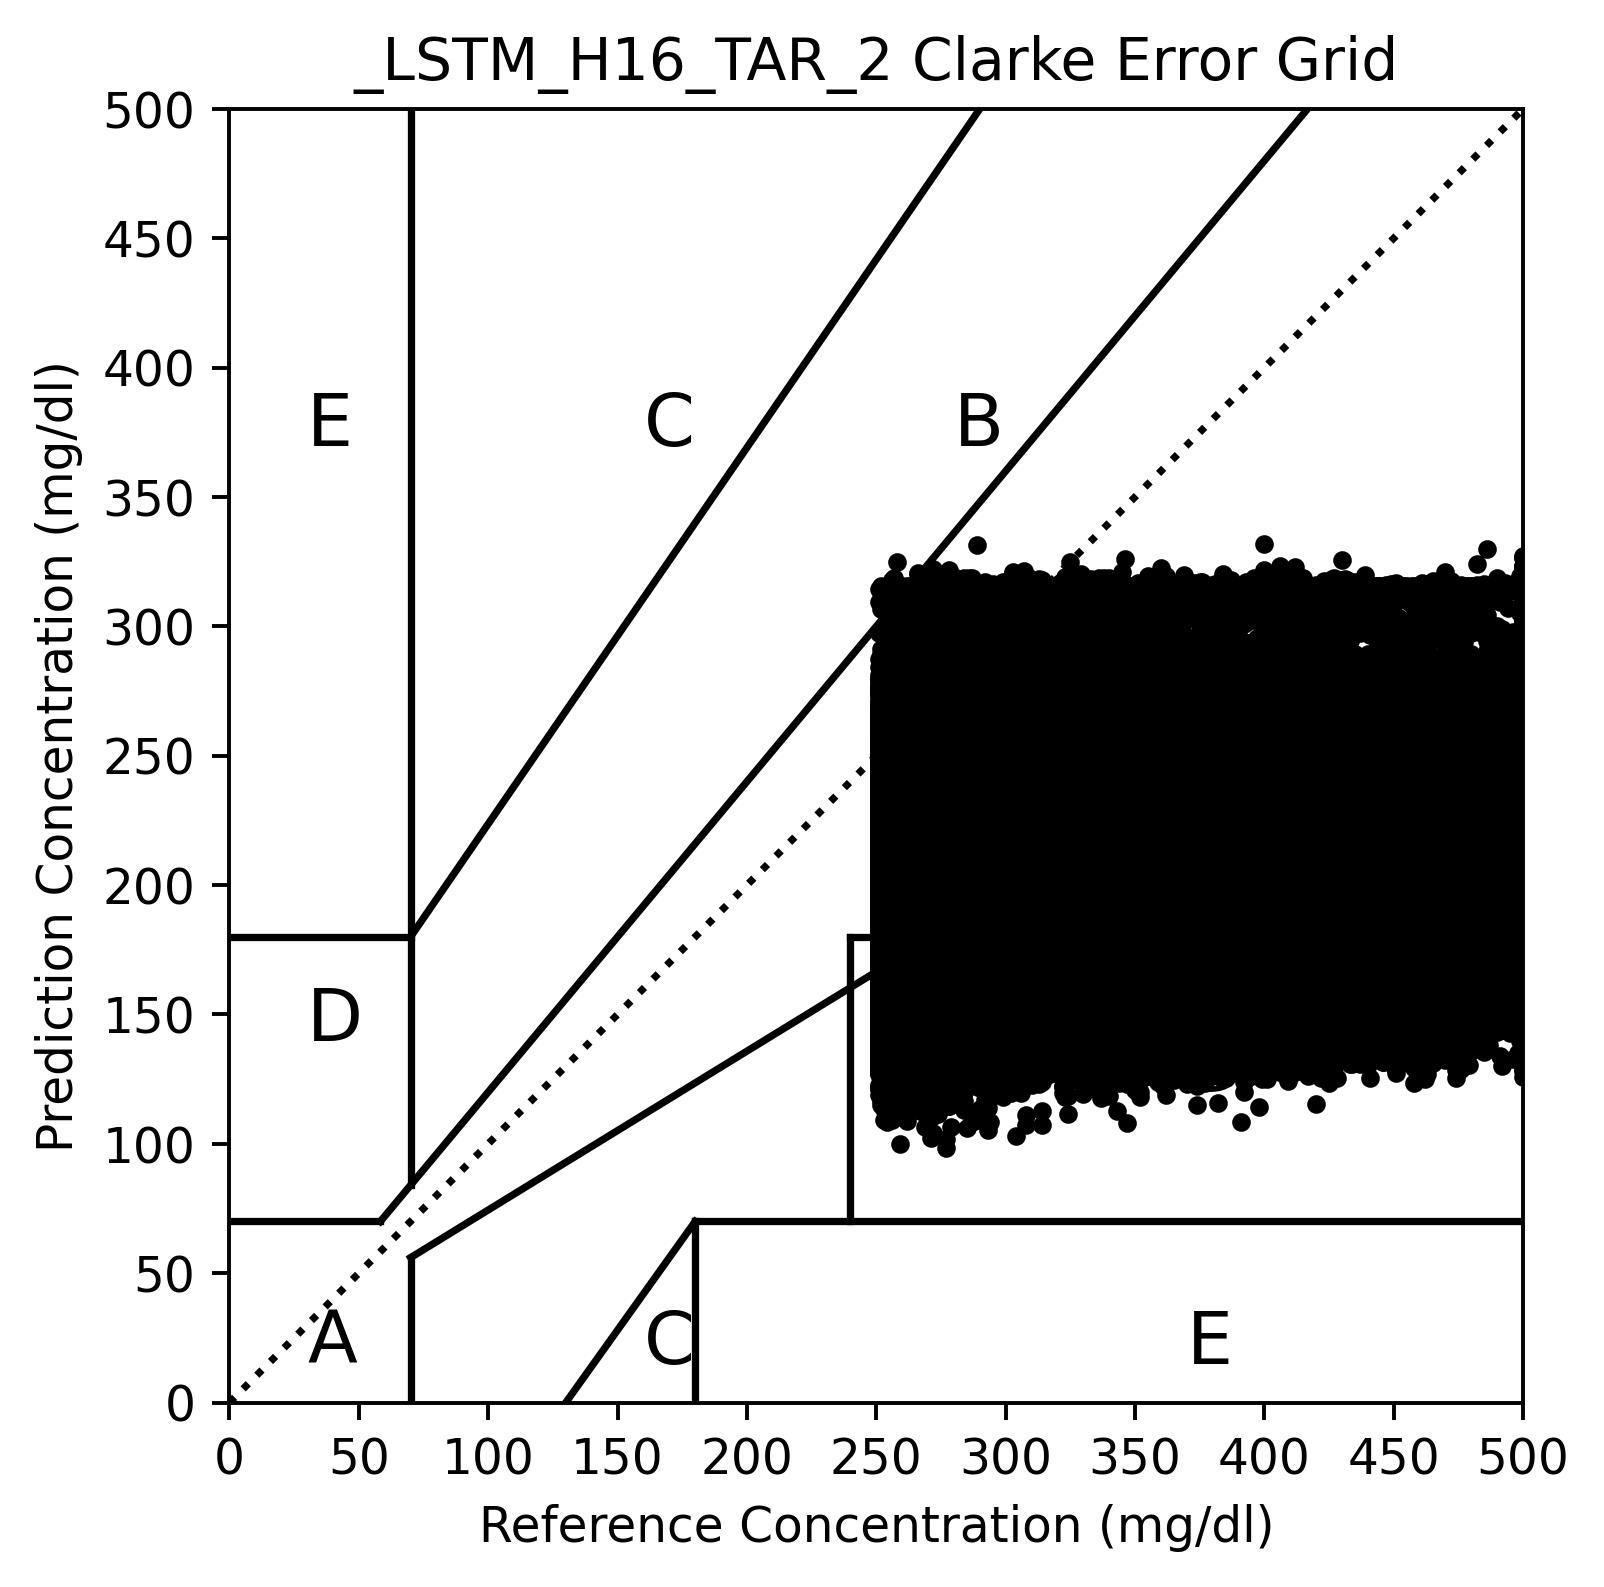 _LSTM_H16_TAR_2 Clarke Error Grid
500
450
400
350
300
250
200
150
100
50
0
Prediction Concentration (mg/dl)
E
C
B
D
A
C
E
0 50 100 150 200 250 300 350 400 450 500
Reference Concentration (mg/dl)